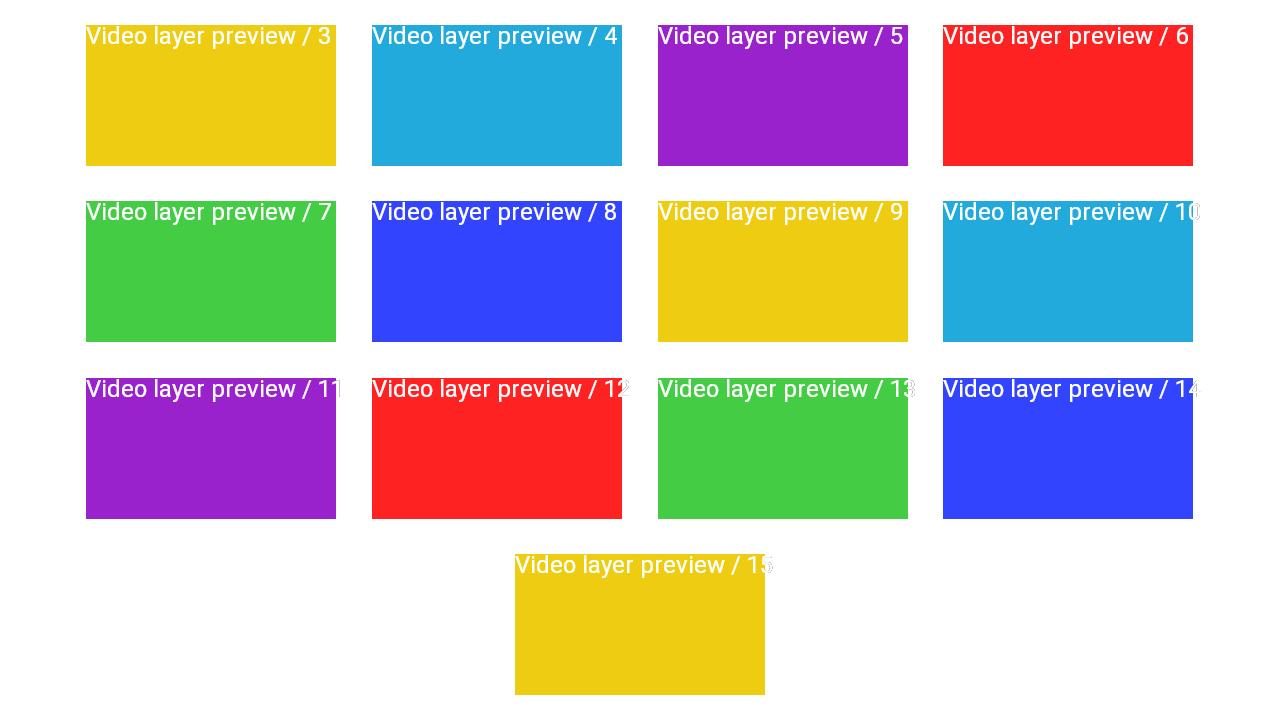 Video layer preview / 3
Video layer preview / 4
Video layer preview / 5
Video layer preview / 6
Video layer preview / 7
Video layer preview / 8
Video layer preview / 9
Video layer preview / 10
Video layer preview / 11
Video layer preview / 12
Video layer preview / 13
Video layer preview / 14
Video layer preview / 15